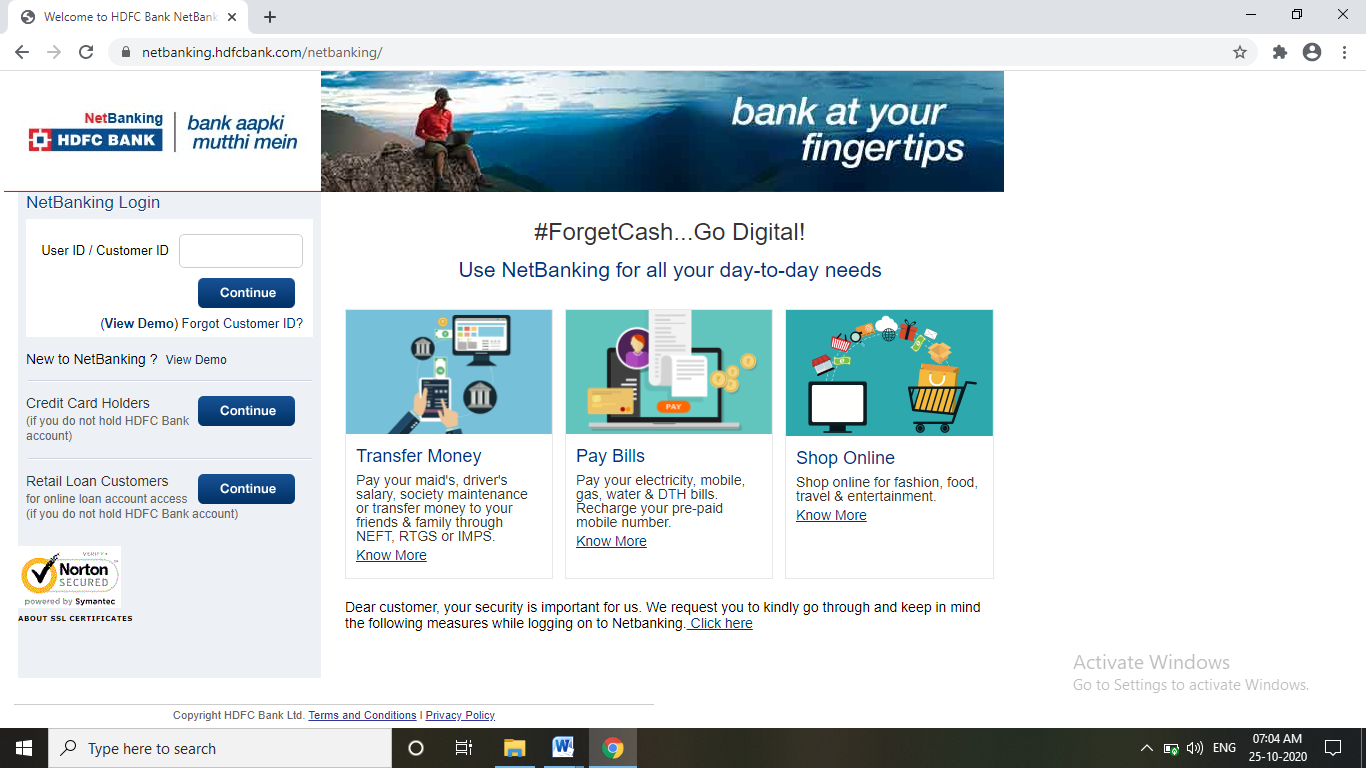 Welcome to HDFC Bank NetBank
netbanking.hdfcbank.com/netbanking/
NetBanking
HDFC BANK
bank aapki
mutthi mein
bank at your
fingertips
NetBanking Login
User ID / Customer ID
Continue
(View Demo) Forgot Customer ID?
New to NetBanking ? View Demo
Credit Card Holders
(if you do not hold HDFC Bank
account)
Continue
Retail Loan Customers
for online loan account access
(if you do not hold HDFC Bank account)
Continue
VERIFY
Norton
SECURED
powered by Symantec
ABOUT SSL CERTIFICATES
#ForgetCash...Go Digital!
Use NetBanking for all your day-to-day needs
Transfer Money
Pay your maid's, driver's
salary, society maintenance
or transfer money to your
friends & family through
NEFT, RTGS or IMPS.
Know More
PAY
Pay Bills
Pay your electricity, mobile,
gas, water & DTH bills.
Recharge your pre-paid
mobile number.
Know More
Shop Online
Shop online for fashion, food,
travel & entertainment.
Know More
Dear customer, your security is important for us. We request you to kindly go through and keep in mind
the following measures while logging on to Netbanking. Click here
Activate Windows
Go to Settings to activate Windows.
Copyright HDFC Bank Ltd. Terms and Conditions | Privacy Policy
Type here to search
W
ENG
07:04 AM
25-10-2020